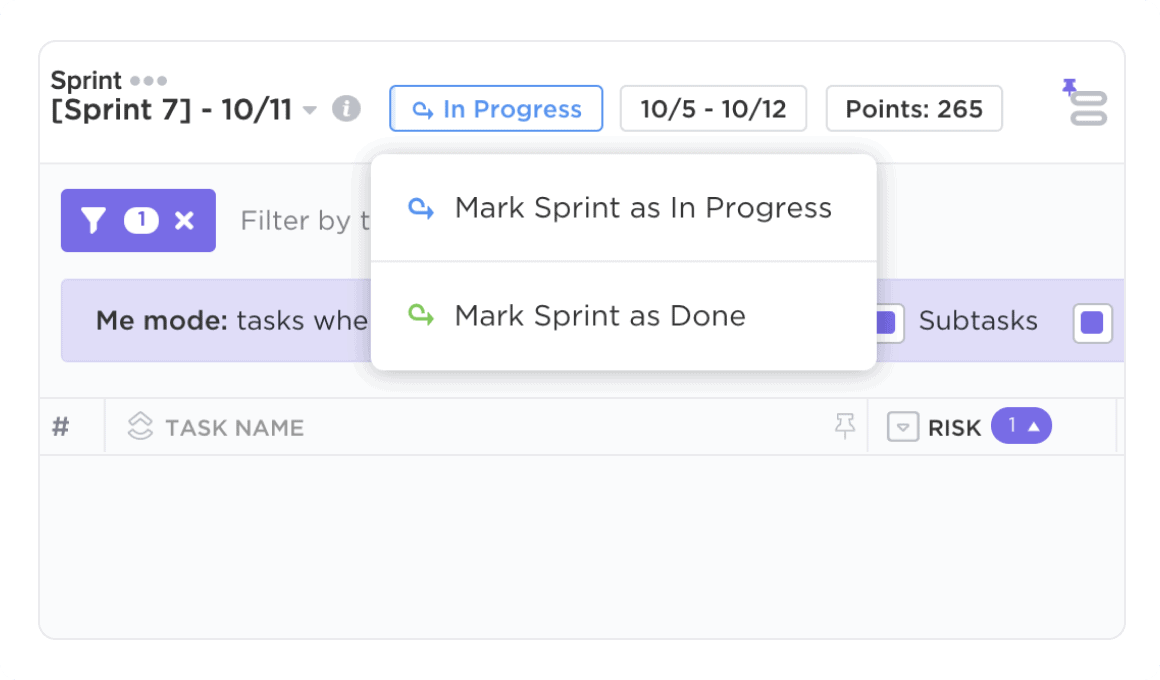 Sprint
[Sprint 7] - 10/11
In Progress
10/5 - 10/12
Points: 265
Mark Sprint as In Progress
Mark Sprint as Done
1
Filter by t
Me mode: tasks whe
Subtasks
#
TASK NAME
RISK
1